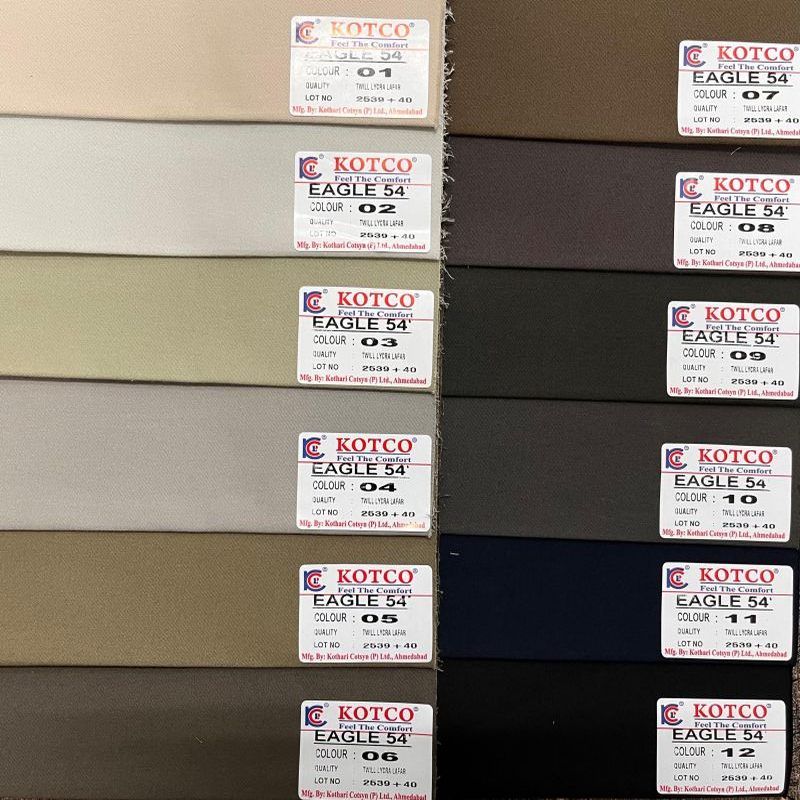 KOTCO®
Feel The Comfort
EAGLE 54'
COLOUR : 01
QUALITY TWILL LYCRA LAFAR
LOT NO 2539 + 40
Mfg. By: Kothari Cotsyn (P) Ltd., Ahmedabad
KOTCO®
Feel The Comfort
EAGLE 54'
COLOUR : 02
QUALITY : TWILL LYCRA LAFAR
LOT NO : 2539 + 40
Mfg. By: Kothari Cotsyn (P) Ltd., Ahmedabad
KOTCO®
Feel The Comfort
EAGLE 54'
COLOUR : 03
QUALITY : TWILL LYCRA LAFAR
LOT NO : 2539 + 40
Mfg. By: Kothari Cotsyn (P) Ltd., Ahmedabad
KOTCO®
Feel The Comfort
EAGLE 54'
COLOUR : 04
QUALITY : TWILL LYCRA LAFAR
LOT NO : 2539 + 40
Mfg. By: Kothari Cotsyn (P) Ltd., Ahmedabad
KOTCO®
Feel The Comfort
EAGLE 54'
COLOUR : 05
QUALITY : TWILL LYCRA LAFAR
LOT NO : 2539 + 40
Mfg. By: Kothari Cotsyn (P) Ltd., Ahmedabad
KOTCO®
Feel The Comfort
EAGLE 54'
COLOUR : 06
QUALITY : TWILL LYCRA LAFAR
LOT NO : 2539 + 40
Mfg. By: Kothari Cotsyn (P) Ltd., Ahmedabad
KOTCO
Feel The Comfort
EAGLE 54'
COLOUR : 07
QUALITY : TWILL LYCRA LAFAR
LOT NO : 2539 + 40
Mfg. By: Kothari Cotsyn (P) Ltd., Ahmedabad
KOTCO
Feel The Comfort
EAGLE 54'
COLOUR : 08
QUALITY : TWILL LYCRA LAFAR
LOT NO : 2539 + 40
Mfg. By: Kothari Cotsyn (P) Ltd., Ahmedabad
KOTCO®
Feel The Comfort
EAGLE 54'
COLOUR : 09
QUALITY : TWILL LYCRA LAFAR
LOT NO : 2539 + 40
Mfg. By: Kothari Cotsyn (P) Ltd., Ahmedabad
KOTCO®
Feel The Comfort
EAGLE 54
COLOUR : 10
QUALITY : TWILL LYCRA LAFAR
LOT NO : 2539 + 40
Mfg. By: Kothari Cotsyn (P) Ltd., Ahmedabad
KOTCO®
Feel The Comfort
EAGLE 54'
COLOUR : 11
QUALITY : TWILL LYCRA LAFAR
LOT NO : 2539 + 40
Mfg. By: Kothari Cotsyn (P) Ltd., Ahmedabad
KOTCO®
Feel The Comfort
EAGLE 54'
COLOUR : 12
QUALITY : TWILL LYCRA LAFAR
LOT NO : 2539 + 40
Mfg. By: Kothari Cotsyn (P) Ltd., Ahmedabad